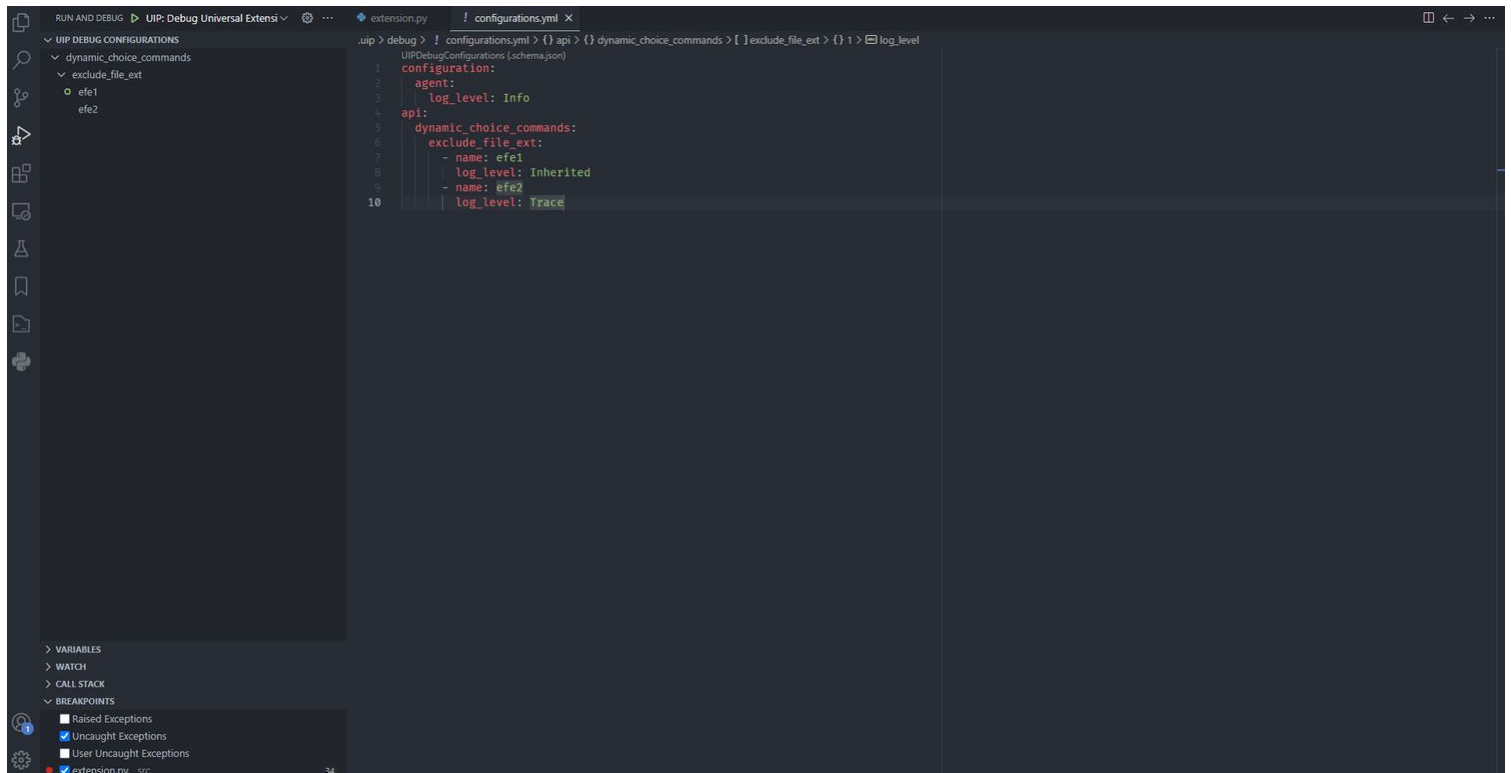 RUN AND DEBUG UIP: Debug Universal Extensi ···
extension.py ! configurations.yml ×
UIP DEBUG CONFIGURATIONS
dynamic_choice_commands
exclude_file_ext
efe1
efe2
.uip > debug > ! configurations.yml > {} api > {} dynamic_choice_commands > [ ] exclude_file_ext > {} 1 > log_level
UIPDebugConfigurations (.schema.json)
1 configuration:
2 agent:
3 log_level: Info
4 api:
5 dynamic_choice_commands:
6 exclude_file_ext:
7 - name: efe1
8 log_level: Inherited
9 - name: efe2
10 log_level: Trace
VARIABLES
WATCH
CALL STACK
BREAKPOINTS
Raised Exceptions
Uncaught Exceptions
User Uncaught Exceptions
extension.py src 34
1